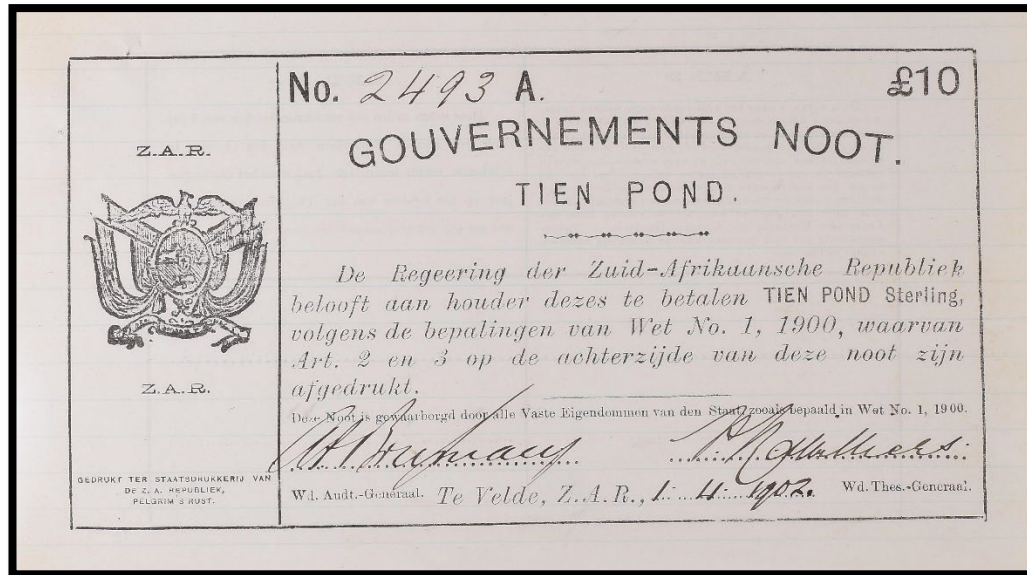 No. 2493 A. £10
GOUVERNEMENTS NOOT.
TIEN POND.
De Regeering der Zuid-Afrikaansche Republiek
belooft aan houder dezes te betalen TIEN POND Sterling,
volgens de bepalingen van Wet No. 1, 1900, waarvan
Art. 2 en 3 op de achterzijde van deze noot zijn
afgedrukt.
Deze Noot is gewaarborgd door alle Vaste Eigendommen van den Staat zooals bepaald in Wet No. 1, 1900.
Wd. Audt.-Generaal. Te Velde, Z.A.R., 1 4 1902. Wd. Thes.-Generaal.
Z.A.R.
Z.A.R.
GEDRUKT TER STAATSDRUKKERIJ VAN
DE Z. A. REPUBLIEK,
PELGRIM'S RUST.